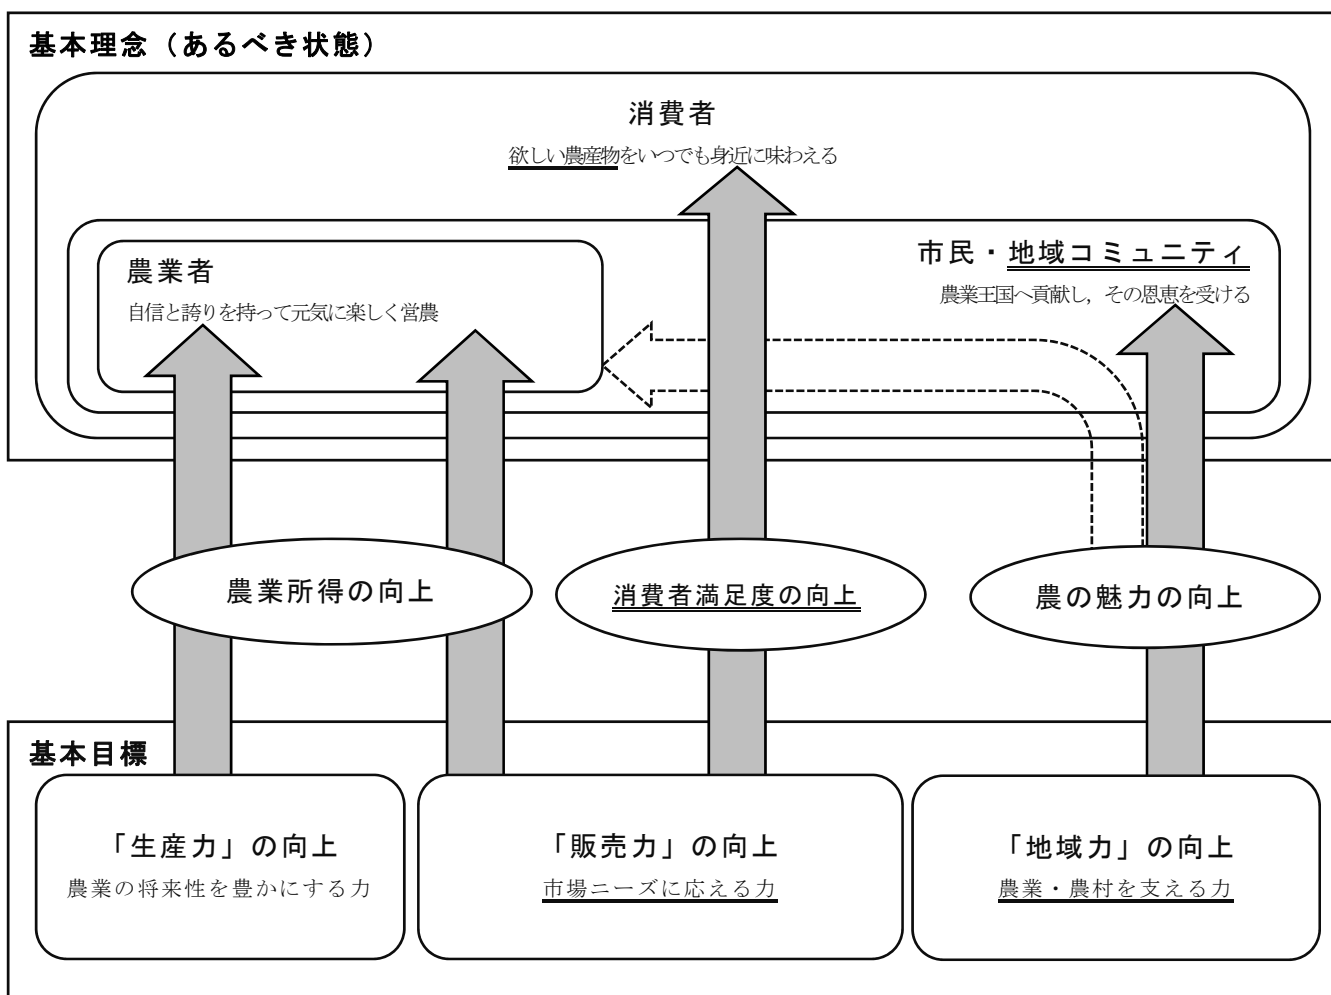 基本理念（あるべき状態）
消費者
欲しい農産物をいつでも身近に味わえる
農業者
自信と誇りを持って元気に楽しく営農
市民・地域コミュニティ
農業王国へ貢献し，その恩恵を受ける
農業所得の向上
消費者満足度の向上
農の魅力の向上
基本目標
「生産力」の向上
農業の将来性を豊かにする力
「販売力」の向上
市場ニーズに応える力
「地域力」の向上
農業・農村を支える力